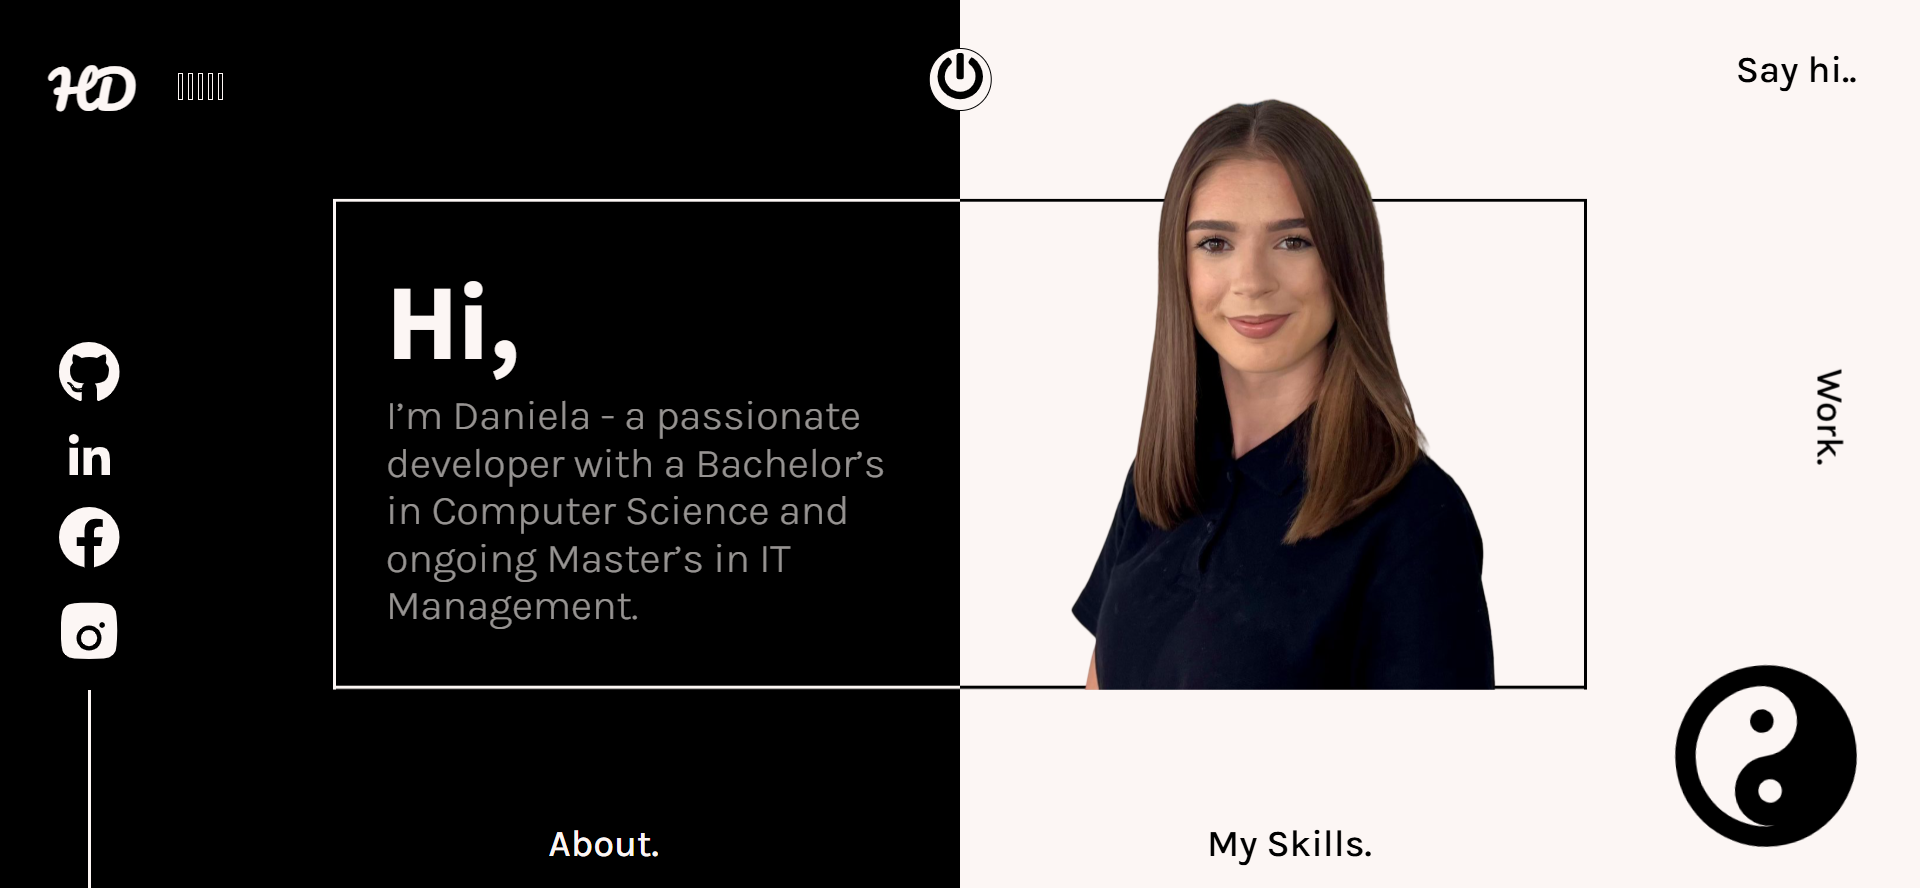 HD
Say hi..
Hi,
I’m Daniela - a passionate
developer with a Bachelor’s
in Computer Science and
ongoing Master’s in IT
Management.
in
Work.
About.
My Skills.